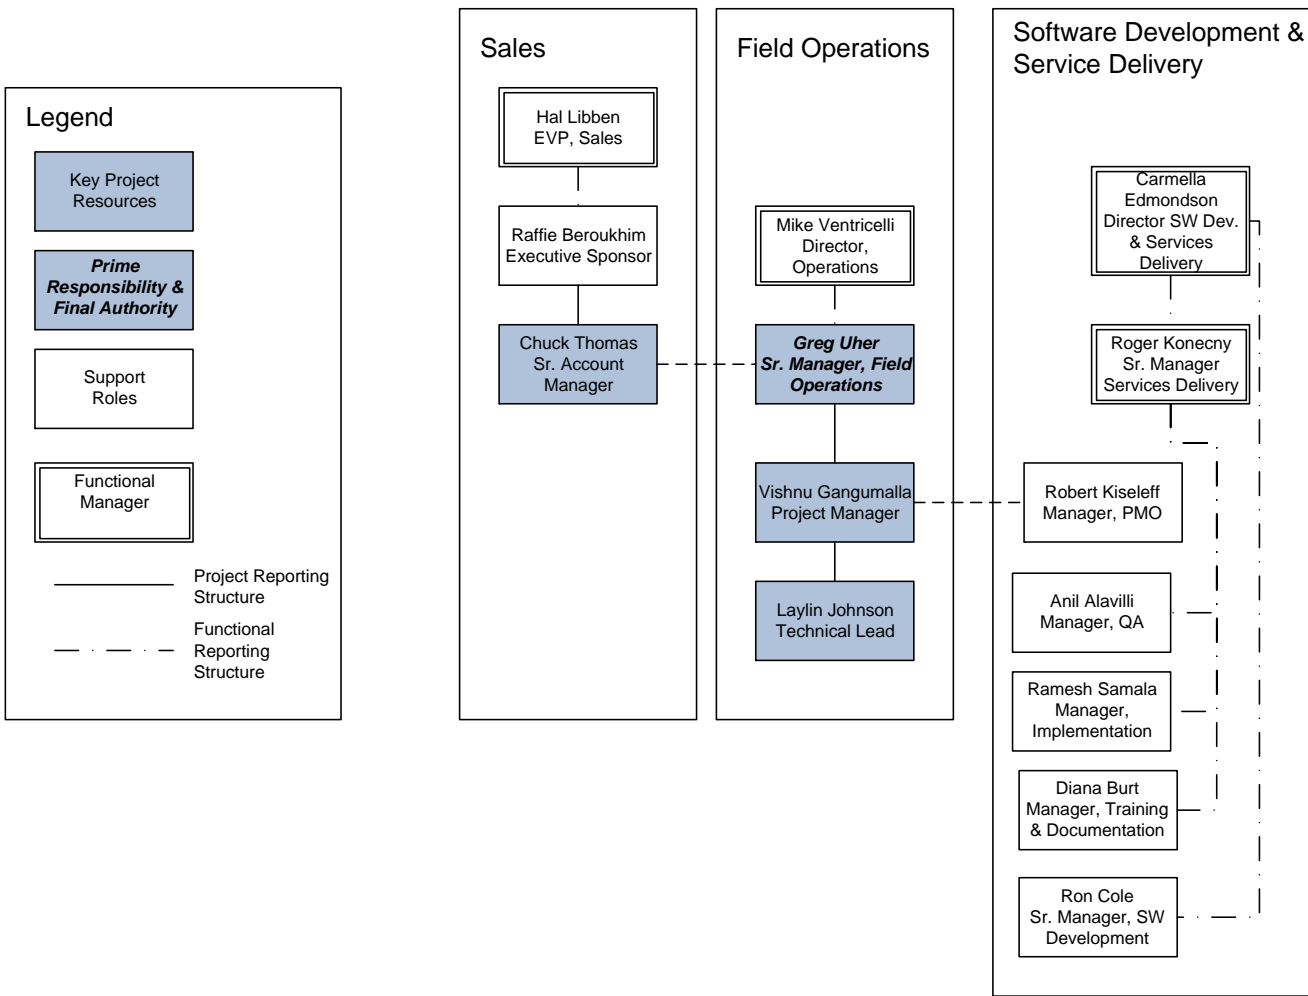 Legend
Key Project
Resources
Prime
Responsibility &
Final Authority
Support
Roles
Functional
Manager
Project Reporting
Structure
Functional
Reporting
Structure
Sales
Hal Libben
EVP, Sales
Raffie Beroukhim
Executive Sponsor
Chuck Thomas
Sr. Account
Manager
Field Operations
Mike Ventricelli
Director,
Operations
Greg Uher
Sr. Manager, Field
Operations
Vishnu Gangumalla
Project Manager
Laylin Johnson
Technical Lead
Software Development &
Service Delivery
Carmella
Edmondson
Director SW Dev.
& Services
Delivery
Roger Konecny
Sr. Manager
Services Delivery
Robert Kiseleff
Manager, PMO
Anil Alavilli
Manager, QA
Ramesh Samala
Manager,
Implementation
Diana Burt
Manager, Training
& Documentation
Ron Cole
Sr. Manager, SW
Development